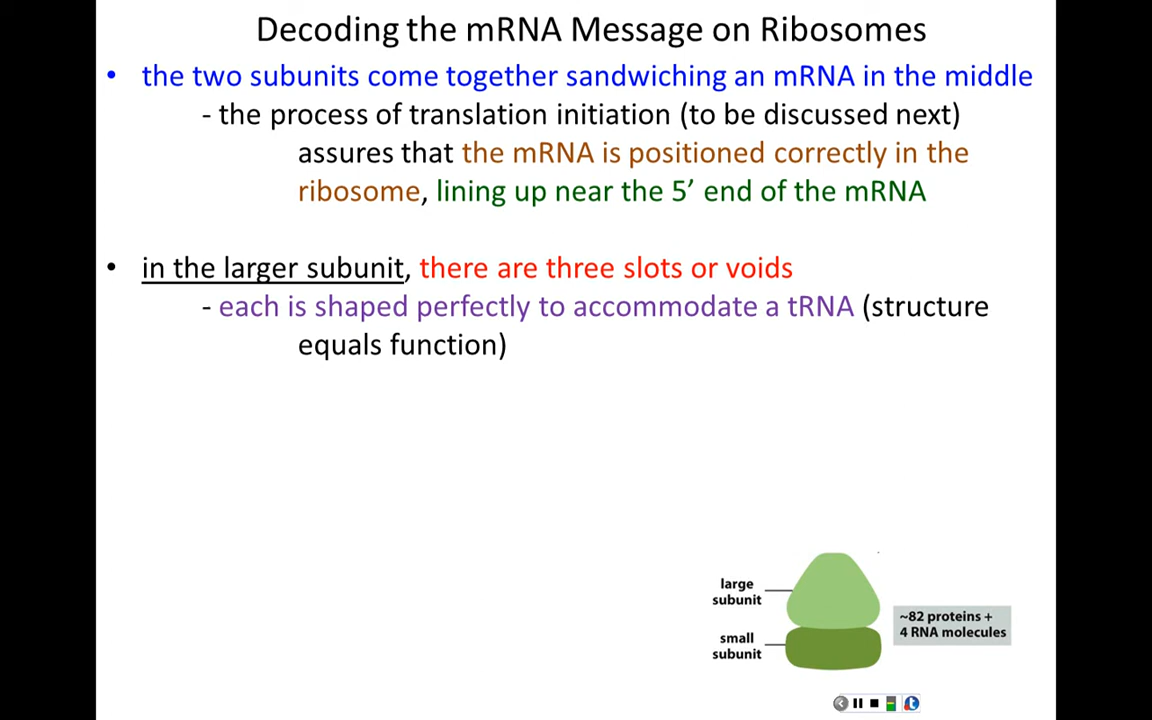 Decoding the mRNA Message on Ribosomes
• the two subunits come together sandwiching an mRNA in the middle
- the process of translation initiation (to be discussed next)
assures that the mRNA is positioned correctly in the
ribosome, lining up near the 5’ end of the mRNA
• in the larger subunit, there are three slots or voids
- each is shaped perfectly to accommodate a tRNA (structure
equals function)
large
subunit
~82 proteins +
4 RNA molecules
small
subunit